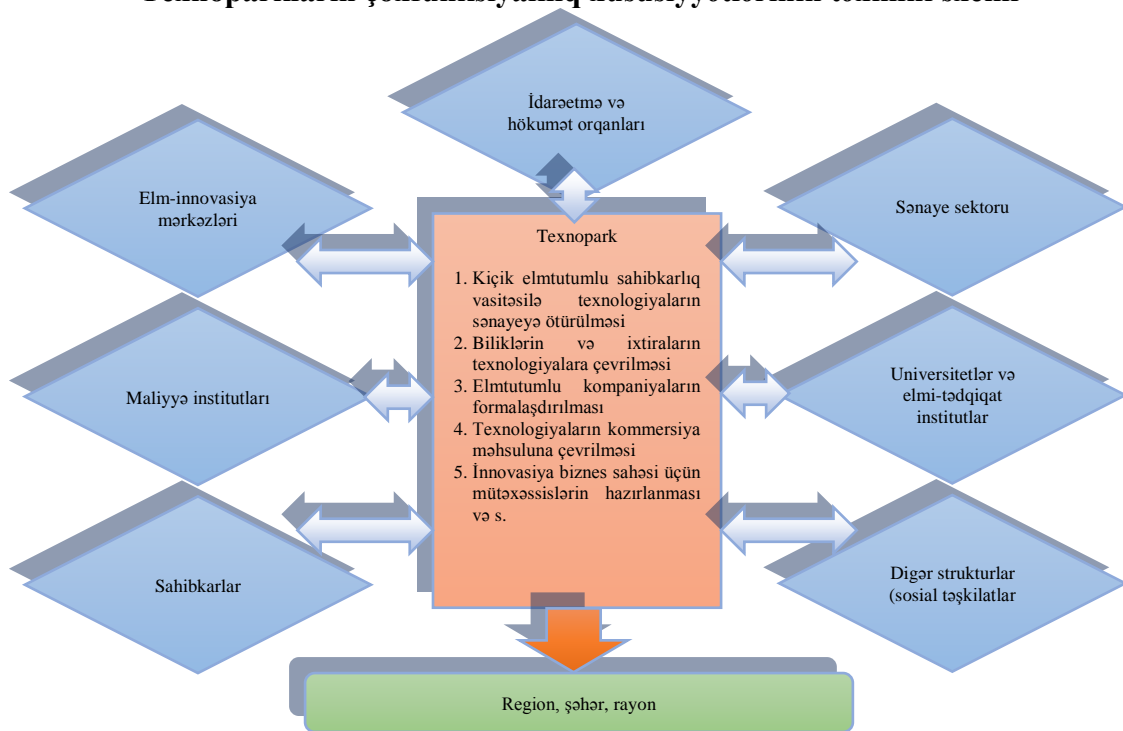 İdarəetmə və
hökumət orqanları
Elm-innovasiya
mərkəzləri
Sənaye sektoru
Texnopark
1. Kiçik elmtutumlu sahibkarlıq
vasitəsilə texnologiyaların
sənayeyə ötürülməsi
2. Biliklərin və ixtiraların
texnologiyalara çevrilməsi
3. Elmtutumlu kompaniyaların
formalaşdırılması
4. Texnologiyaların kommersiya
məhsuluna çevrilməsi
5. İnnovasiya biznes sahəsi üçün
mütəxəssislərin hazırlanması
və s.
Maliyyə institutları
Universitetlər və
elmi-tədqiqat
institutlar
Sahibkarlar
Digər strukturlar
(sosial təşkilatlar
Region, şəhər, rayon